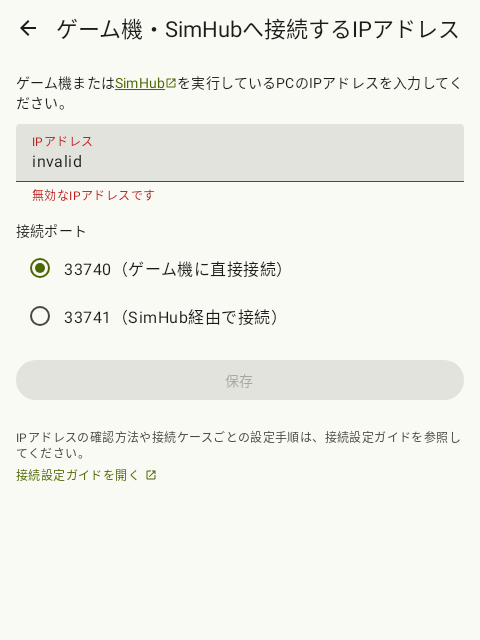 ゲーム機・SimHubへ接続するIPアドレス
ゲーム機またはSimHubを実行しているPCのIPアドレスを入力してく
ださい。
IPアドレス
invalid
無効なIPアドレスです
接続ポート
33740（ゲーム機に直接接続）
33741（SimHub経由で接続）
保存
IPアドレスの確認方法や接続ケースごとの設定手順は、接続設定ガイドを参照し
てください。
接続設定ガイドを開く